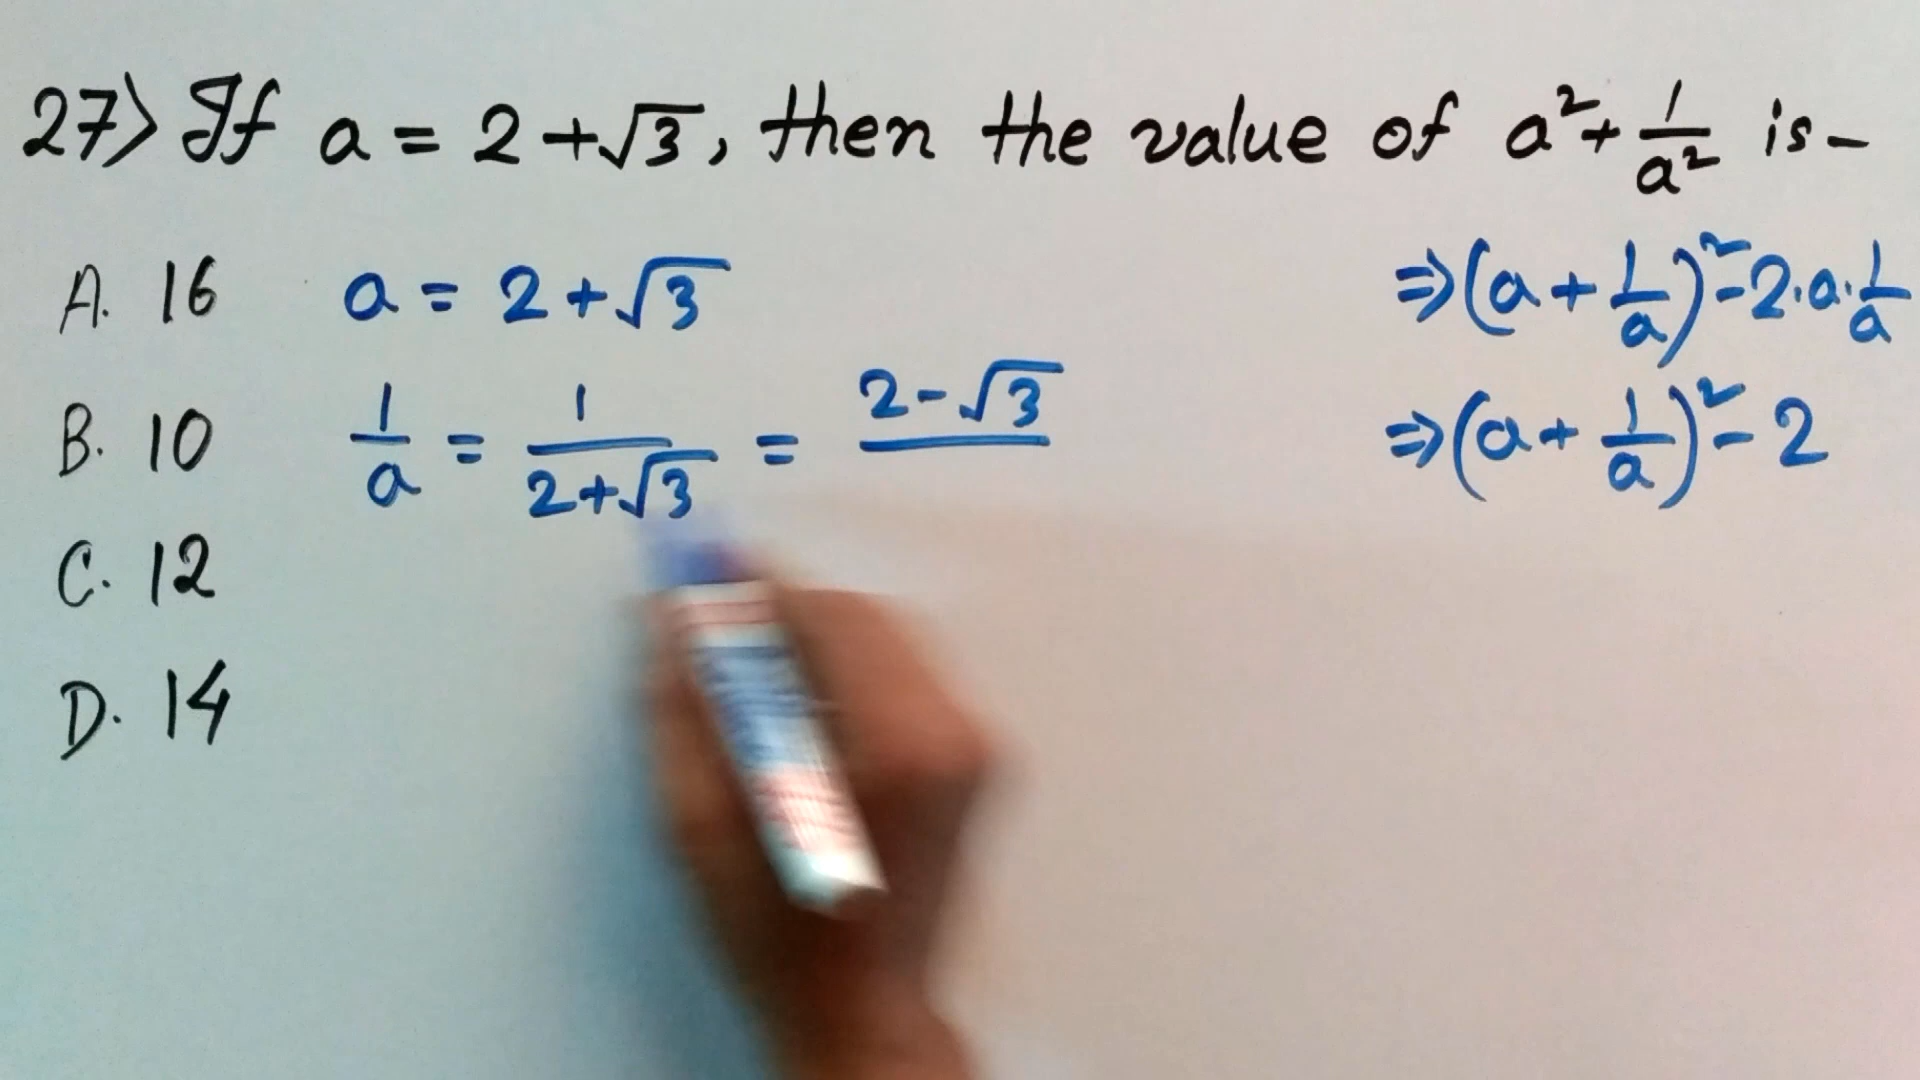 27> If a = 2 + √3, then the value of a² + 1/a² is -
A. 16
B. 10
C. 12
D. 14
a = 2 + √3
1/a = 1/(2+√3) = 2-√3
⇒ (a + 1/a)² - 2.a.1/a
⇒ (a + 1/a)² - 2